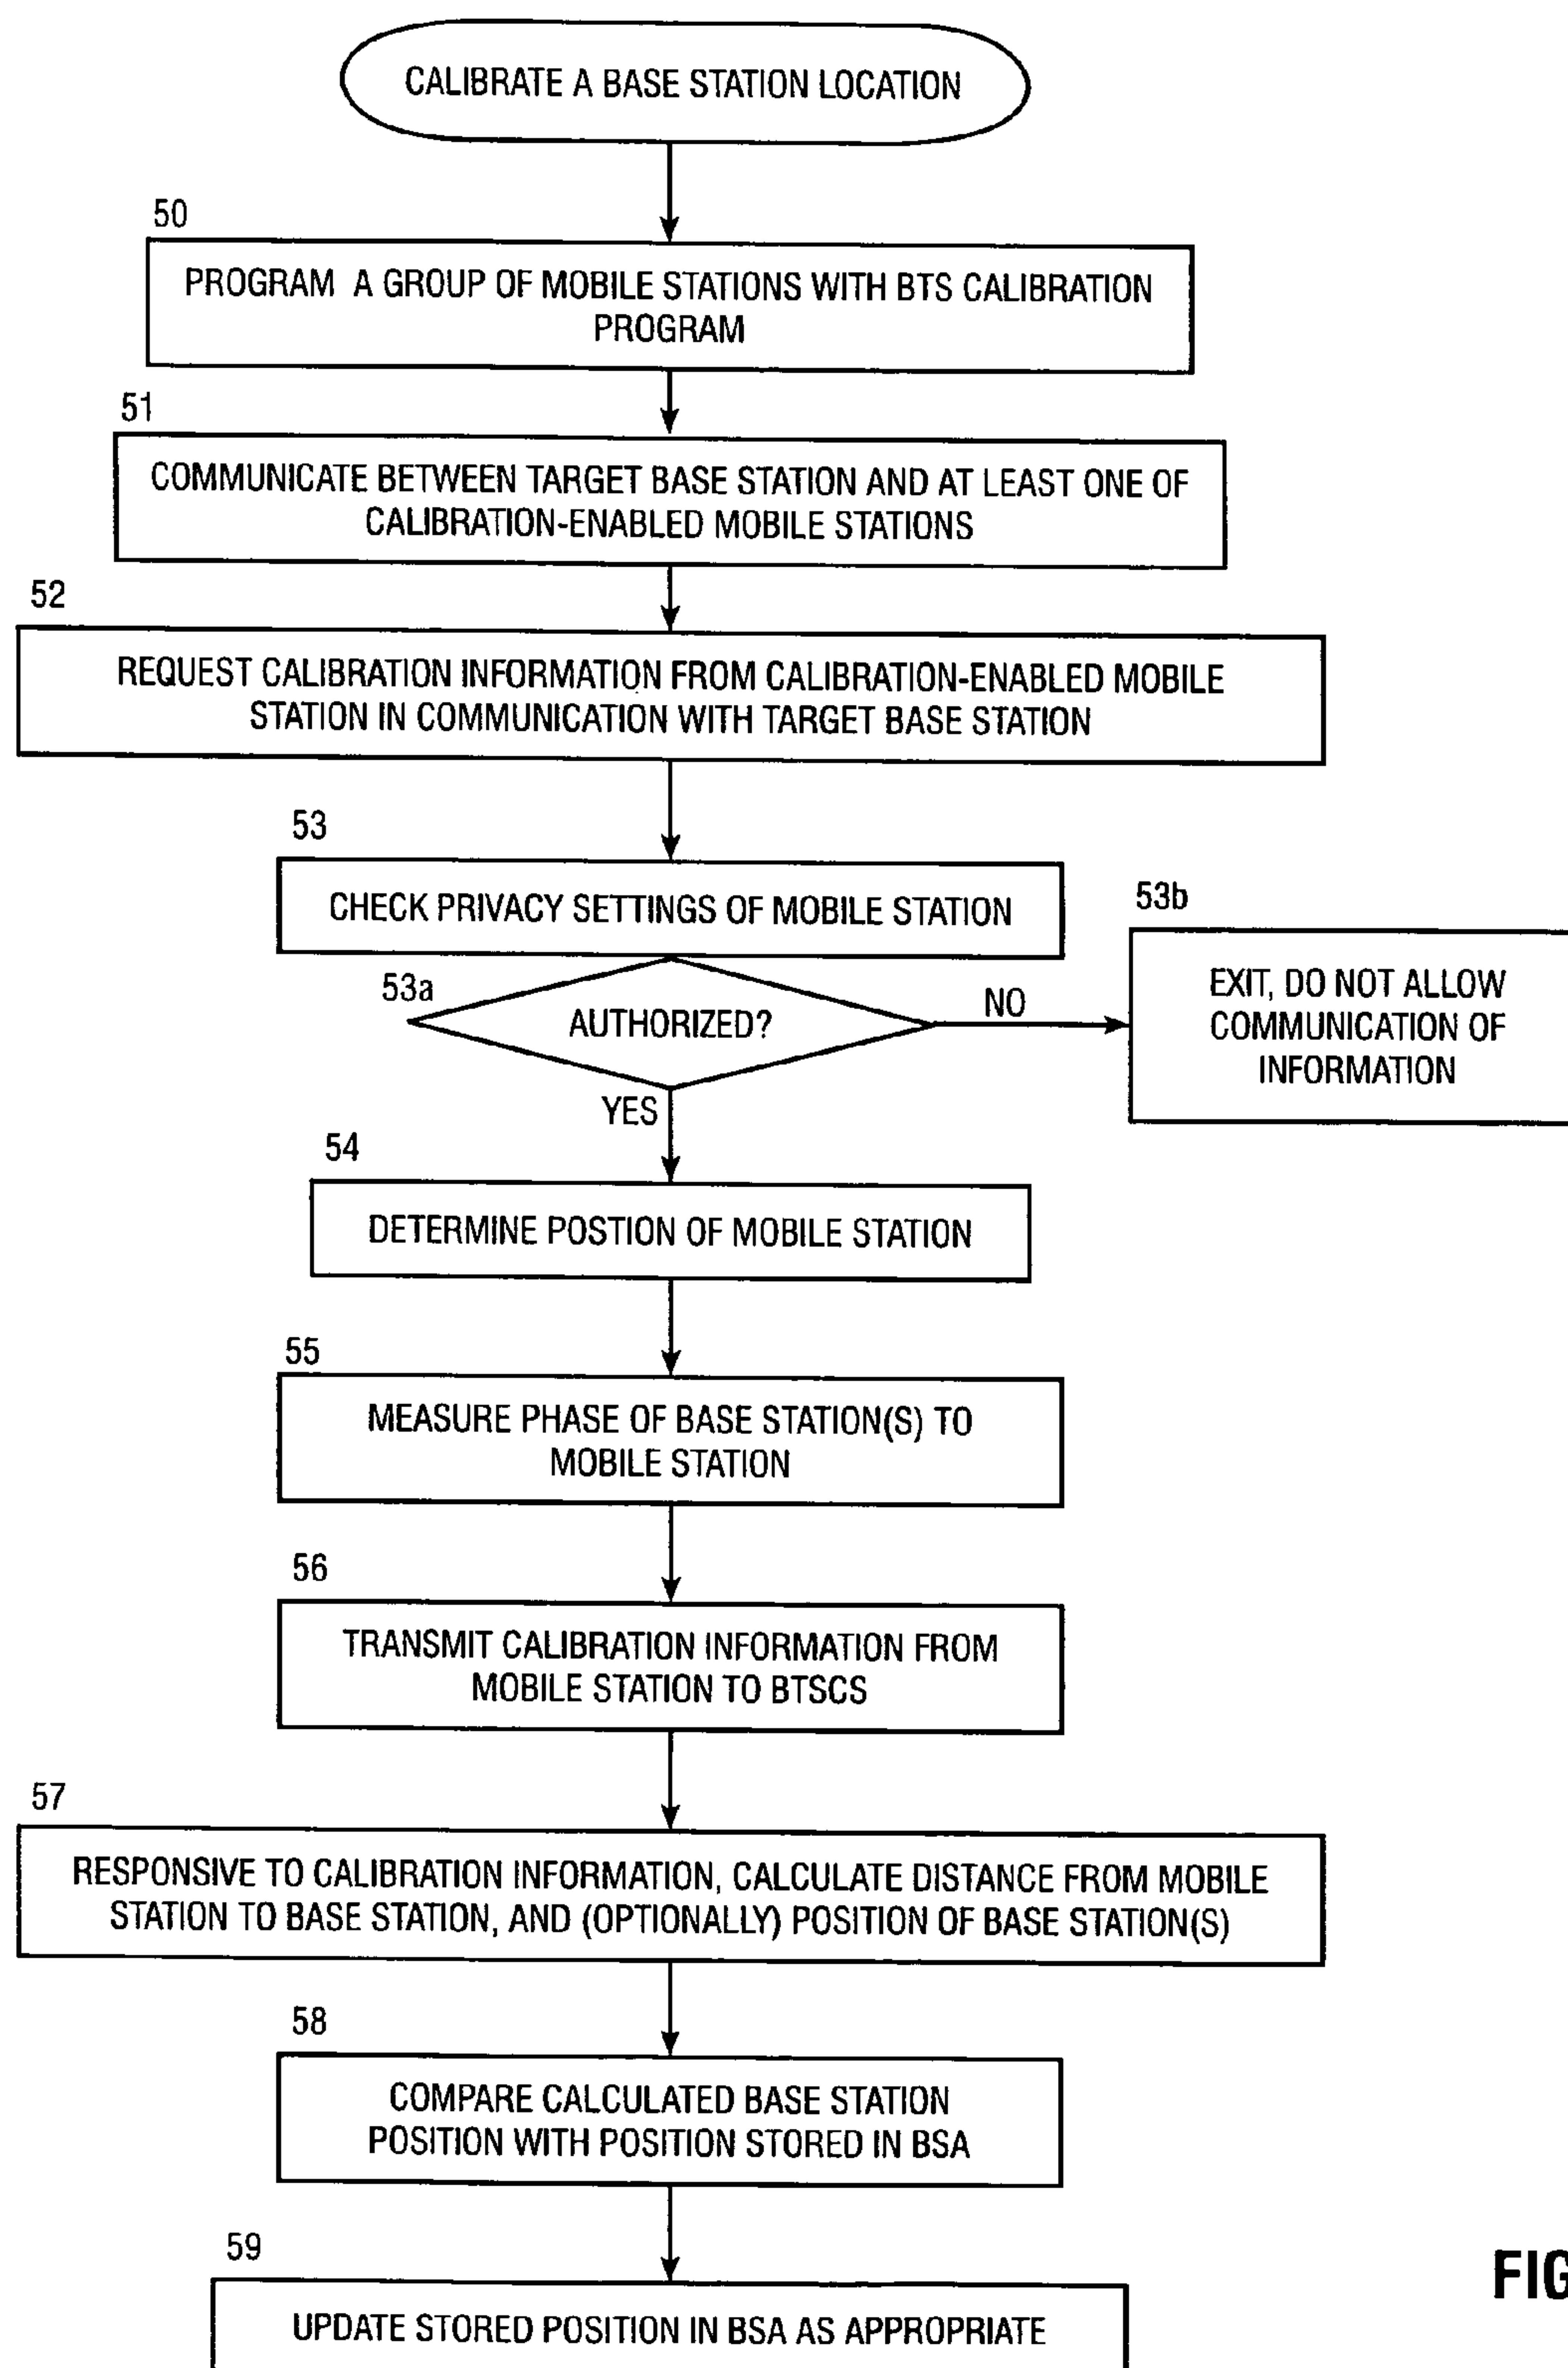 CALIBRATE A BASE STATION LOCATION
50
PROGRAM A GROUP OF MOBILE STATIONS WITH BTS CALIBRATION
PROGRAM
51
COMMUNICATE BETWEEN TARGET BASE STATION AND AT LEAST ONE OF
CALIBRATION-ENABLED MOBILE STATIONS
52
REQUEST CALIBRATION INFORMATION FROM CALIBRATION-ENABLED MOBILE
STATION IN COMMUNICATION WITH TARGET BASE STATION
53
CHECK PRIVACY SETTINGS OF MOBILE STATION
53a
AUTHORIZED?
NO
53b
EXIT, DO NOT ALLOW
COMMUNICATION OF
INFORMATION
YES
54
DETERMINE POSTION OF MOBILE STATION
55
MEASURE PHASE OF BASE STATION(S) TO
MOBILE STATION
56
TRANSMIT CALIBRATION INFORMATION FROM
MOBILE STATION TO BTSCS
57
RESPONSIVE TO CALIBRATION INFORMATION, CALCULATE DISTANCE FROM MOBILE
STATION TO BASE STATION, AND (OPTIONALLY) POSITION OF BASE STATION(S)
58
COMPARE CALCULATED BASE STATION
POSITION WITH POSITION STORED IN BSA
59
UPDATE STORED POSITION IN BSA AS APPROPRIATE
FIG